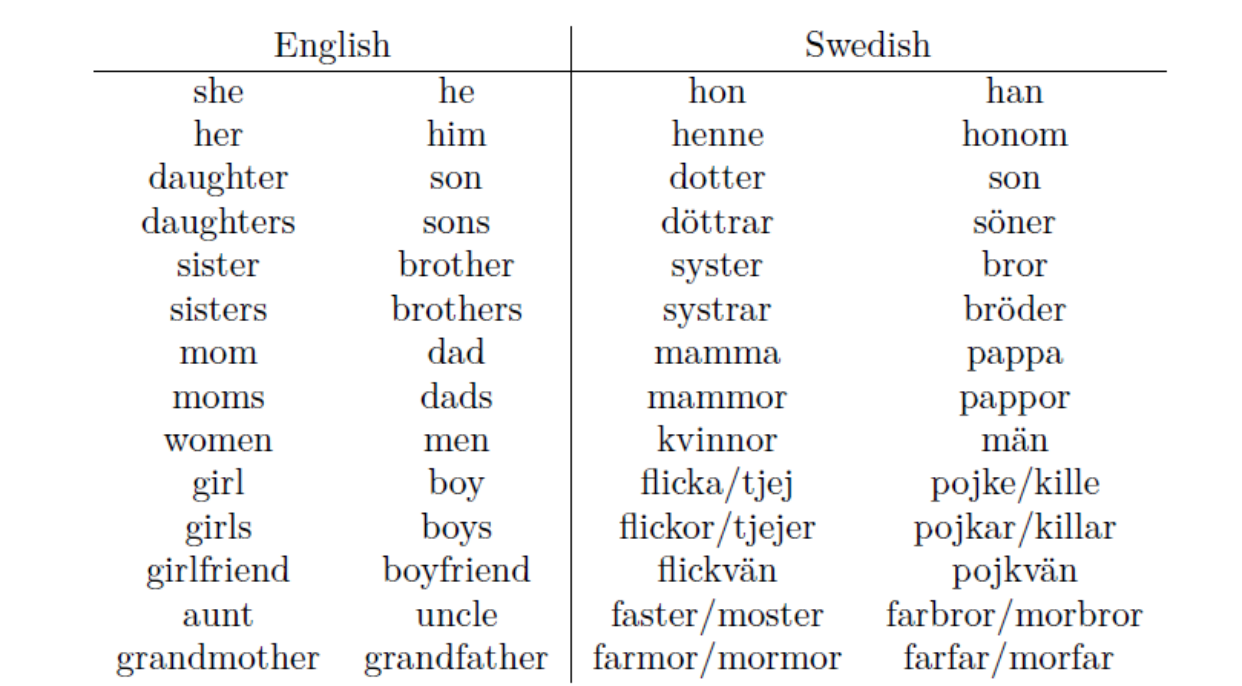 English Swedish
she he hon han
her him henne honom
daughter son dotter son
daughters sons döttrar söner
sister brother syster bror
sisters brothers systrar bröder
mom dad mamma pappa
moms dads mammor pappor
women men kvinnor män
girl boy flicka/tjej pojke/kille
girls boys flickor/tjejer pojkar/killar
girlfriend boyfriend flickvän pojkvän
aunt uncle faster/moster farbror/morbror
grandmother grandfather farmor/mormor farfar/morfar